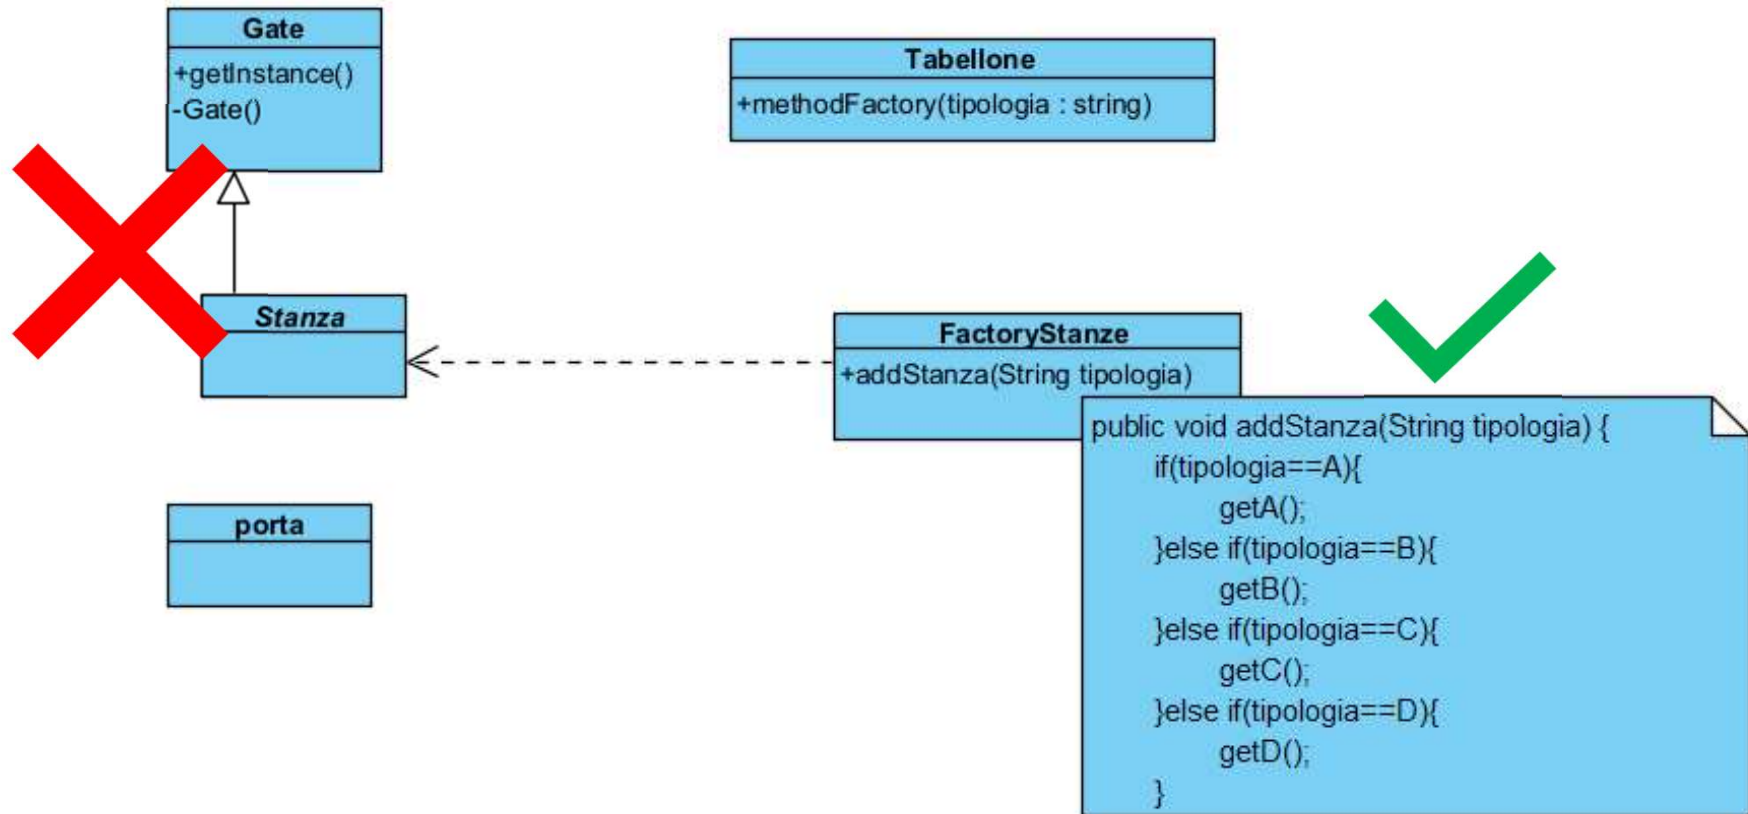 Gate
+getInstance()
-Gate()
Tabellone
+methodFactory(tipologia : string)
Stanza
FactoryStanze
+addStanza(String tipologia)
porta
public void addStanza(String tipologia) {
if(tipologia==A){
getA();
}else if(tipologia==B){
getB();
}else if(tipologia==C){
getC();
}else if(tipologia==D){
getD();
}